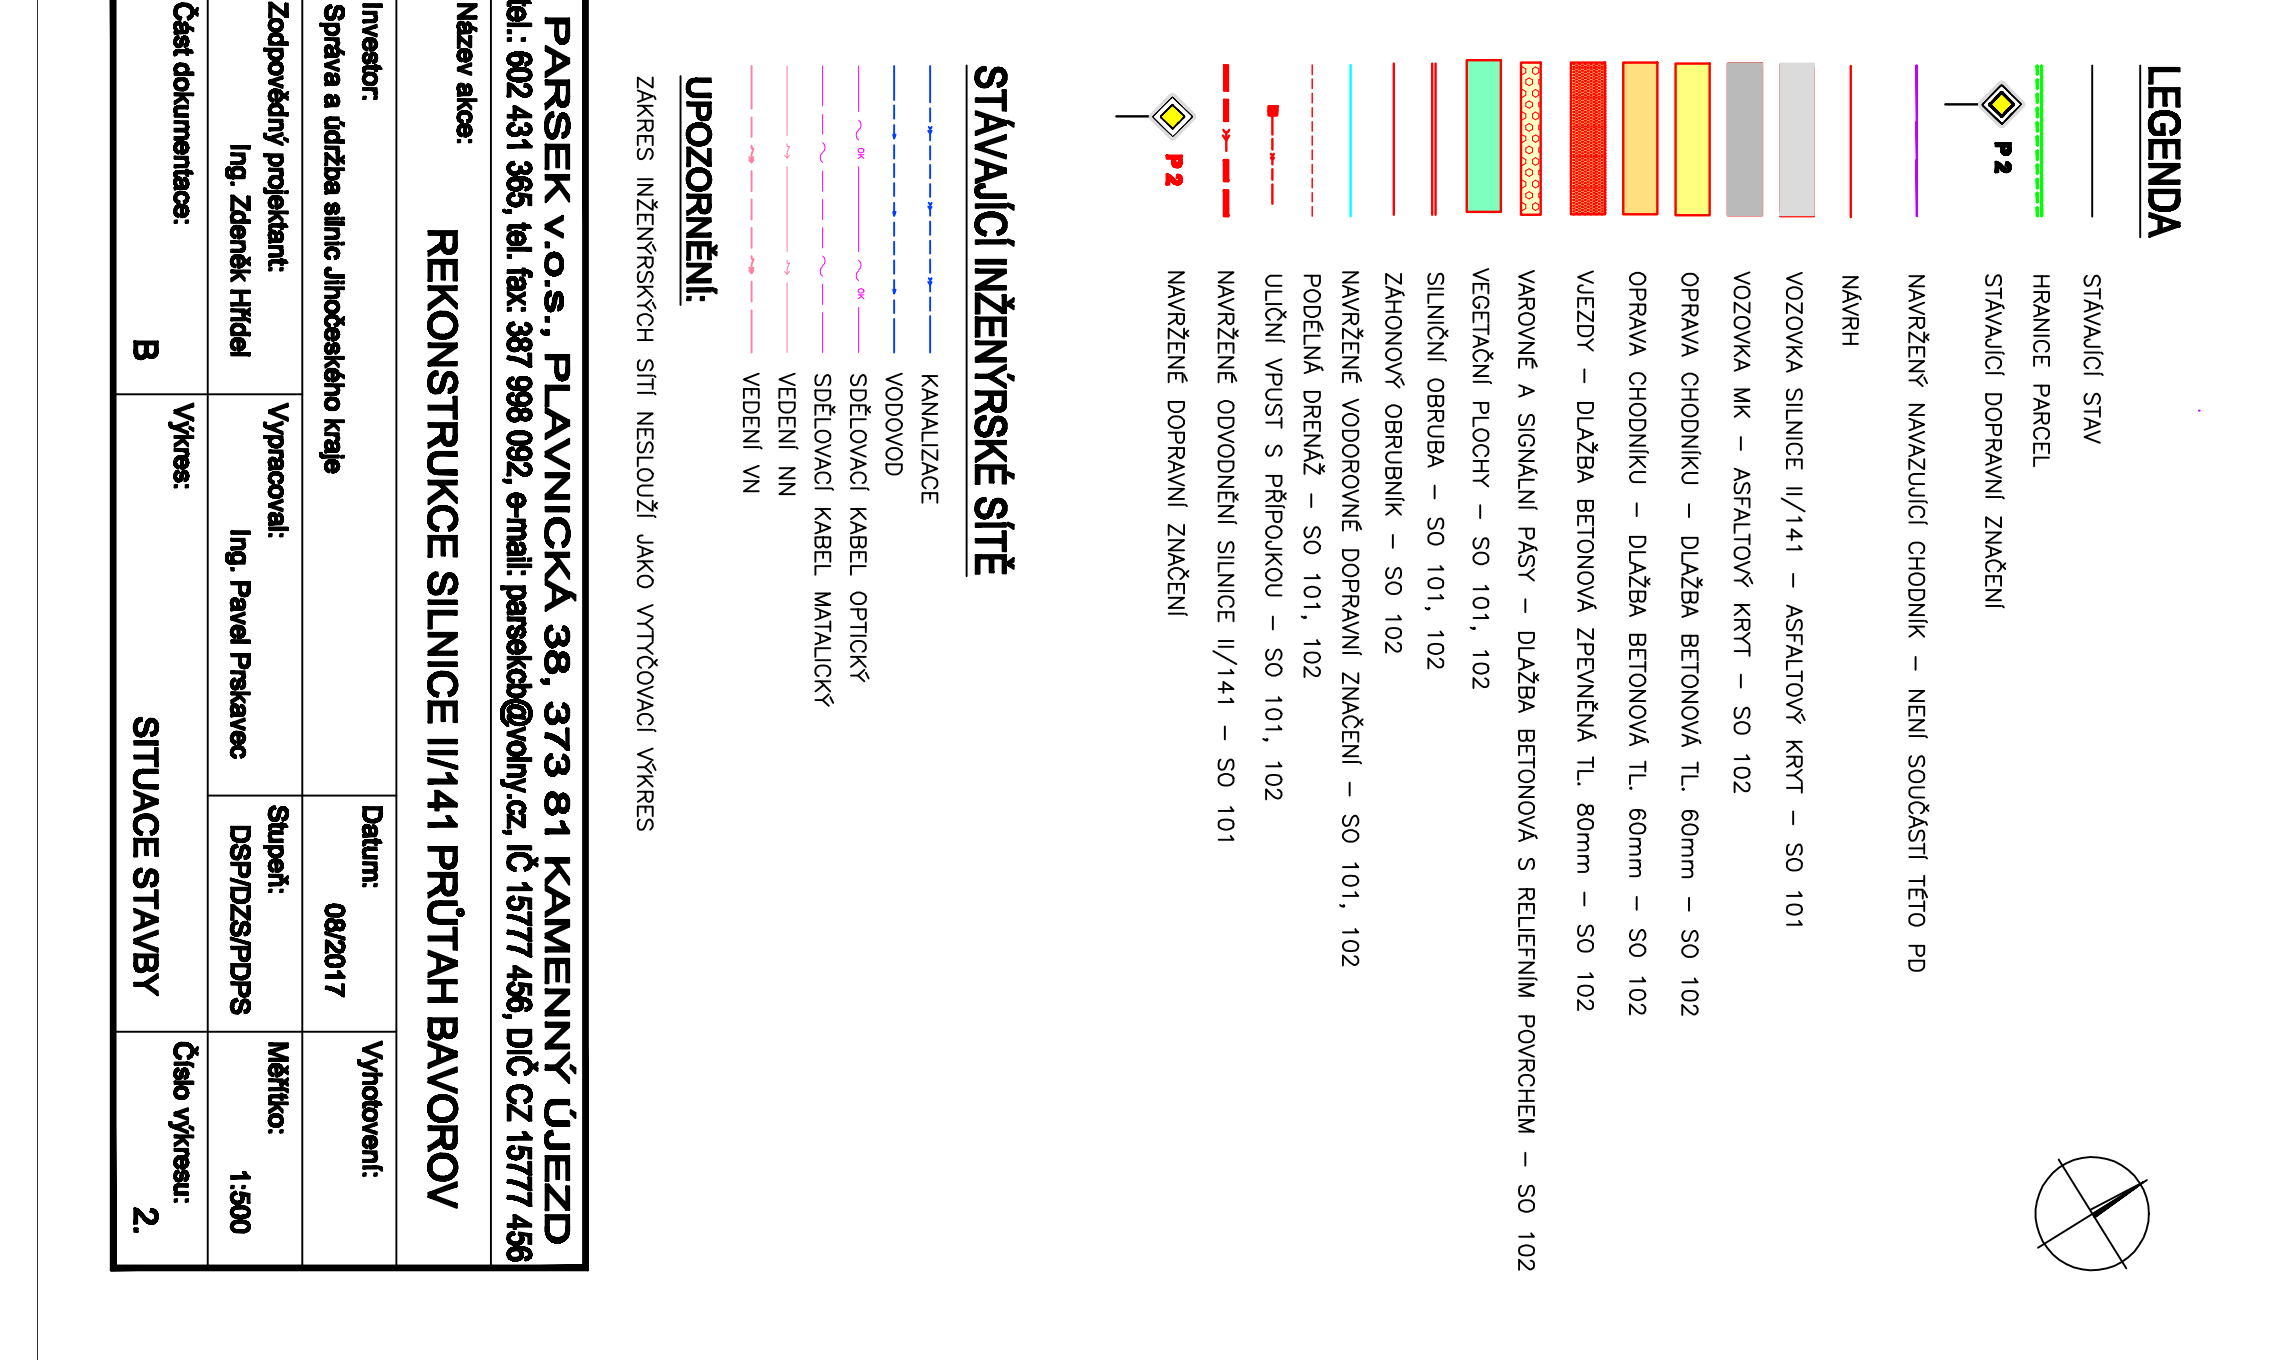 LEGENDA
STÁVAJÍCÍ STAV
HRANICE PARCEL
P 2
STÁVAJÍCÍ DOPRAVNÍ ZNAČENÍ
NAVRŽENÝ NAVAZUJÍCÍ CHODNÍK – NENÍ SOUČÁSTÍ TÉTO PD
NÁVRH
VOZOVKA SILNICE II/141 – ASFALTOVÝ KRYT – SO 101
VOZOVKA MK – ASFALTOVÝ KRYT – SO 102
OPRAVA CHODNÍKU – DLAŽBA BETONOVÁ TL. 60mm – SO 102
OPRAVA CHODNÍKU – DLAŽBA BETONOVÁ TL. 60mm – SO 102
VJEZDY – DLAŽBA BETONOVÁ ZPEVNĚNÁ TL. 80mm – SO 102
VAROVNÉ A SIGNÁLNÍ PÁSY – DLAŽBA BETONOVÁ S RELIEFNÍM POVRCHEM – SO 102
VEGETAČNÍ PLOCHY – SO 101, 102
SILNIČNÍ OBRUBA – SO 101, 102
ZÁHONOVÝ OBRUBNÍK – SO 102
NAVRŽENÉ VODOROVNÉ DOPRAVNÍ ZNAČENÍ – SO 101, 102
PODÉLNÁ DRENÁŽ – SO 101, 102
ULIČNÍ VPUST S PŘÍPOJKOU – SO 101, 102
NAVRŽENÉ ODVODNĚNÍ SILNICE II/141 – SO 101
P 2
NAVRŽENÉ DOPRAVNÍ ZNAČENÍ
STÁVAJÍCÍ INŽENÝRSKÉ SÍTĚ
KANALIZACE
VODOVOD
OK OK
SDĚLOVACÍ KABEL OPTICKÝ
SDĚLOVACÍ KABEL MATALICKÝ
VEDENÍ NN
VEDENÍ VN
UPOZORNĚNÍ:
ZÁKRES INŽENÝRSKÝCH SÍTÍ NESLOUŽÍ JAKO VYTYČOVACÍ VÝKRES
PARSEK v.o.s., PLAVNICKÁ 38, 373 81 KAMENNÝ ÚJEZD
tel.: 602 431 365, tel. fax: 387 998 092, e-mail: parsekcb@volny.cz, IČ 15777 456, DIČ CZ 15777 456
Název akce:
REKONSTRUKCE SILNICE II/141 PRŮTAH BAVOROV
Investor:
Správa a údržba silnic Jihočeského kraje
Datum:
08/2017
Vyhotovení:
Zodpovědný projektant:
Ing. Zdeněk Hřídel
Vypracoval:
Ing. Pavel Prskavec
Stupeň:
DSP/DZS/PDPS
Měřítko:
1:500
Část dokumentace:
B
Výkres:
SITUACE STAVBY
Číslo výkresu:
2.